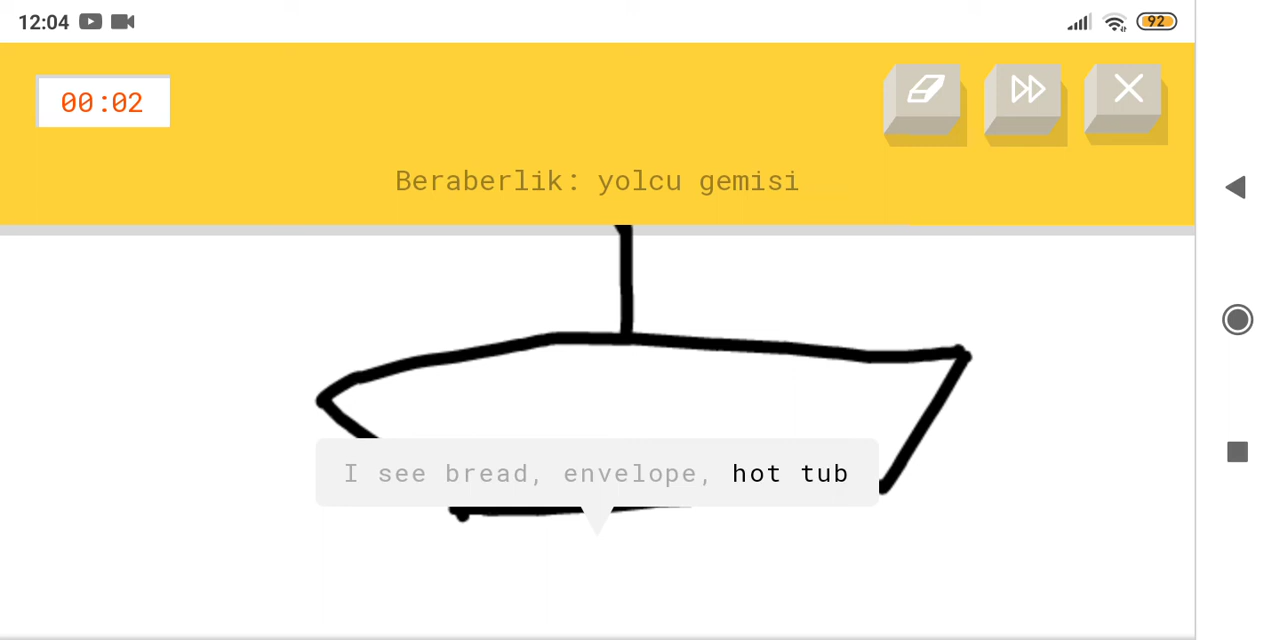 12:04
92
00:02
Beraberlik: yolcu gemisi
I see bread, envelope, hot tub